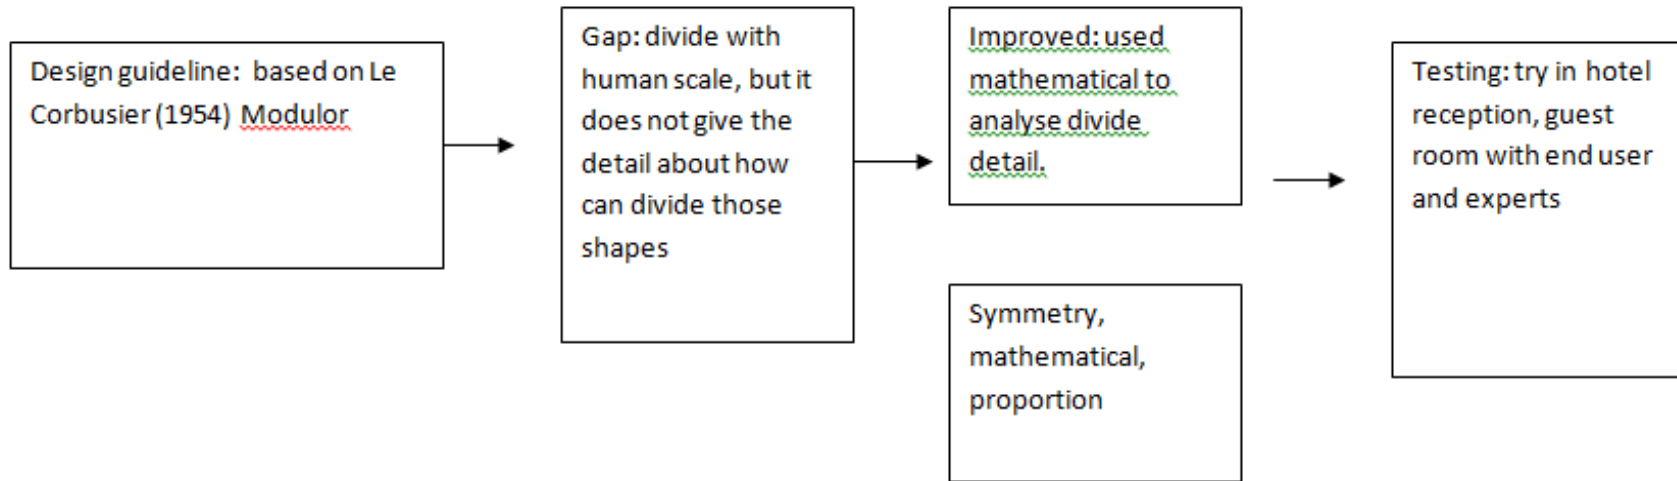 Design guideline:  based on Le
Corbusier (1954) Modulor
Gap: divide with
human scale, but it
does not give the
detail about how
can divide those
shapes
Improved: used
mathematical to
analyse divide
detail.
Symmetry,
mathematical,
proportion
Testing: try in hotel
reception, guest
room with end user
and experts